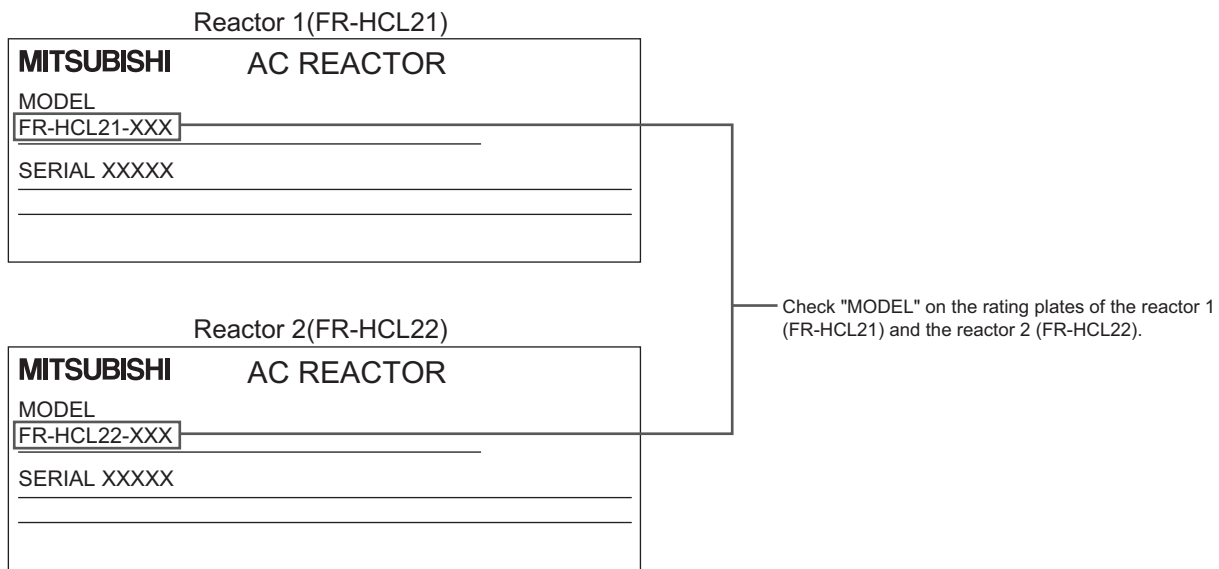 Reactor 1(FR-HCL21)
MITSUBISHI AC REACTOR
MODEL
FR-HCL21-XXX
SERIAL XXXXX
Check "MODEL" on the rating plates of the reactor 1
(FR-HCL21) and the reactor 2 (FR-HCL22).
Reactor 2(FR-HCL22)
MITSUBISHI AC REACTOR
MODEL
FR-HCL22-XXX
SERIAL XXXXX